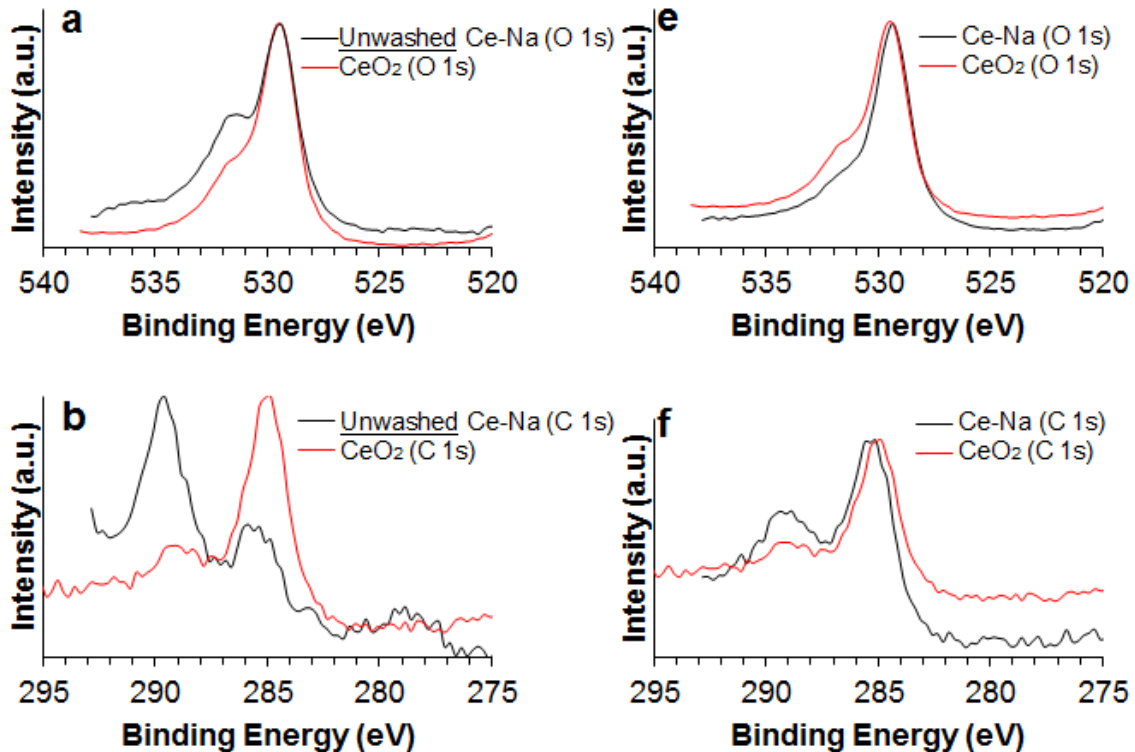 a
Unwashed Ce-Na (O 1s)
CeO₂ (O 1s)
Intensity (a.u.)
540 535 530 525 520
Binding Energy (eV)
e
Ce-Na (O 1s)
CeO₂ (O 1s)
Intensity (a.u.)
540 535 530 525 520
Binding Energy (eV)
b
Unwashed Ce-Na (C 1s)
CeO₂ (C 1s)
Intensity (a.u.)
295 290 285 280 275
Binding Energy (eV)
f
Ce-Na (C 1s)
CeO₂ (C 1s)
Intensity (a.u.)
295 290 285 280 275
Binding Energy (eV)